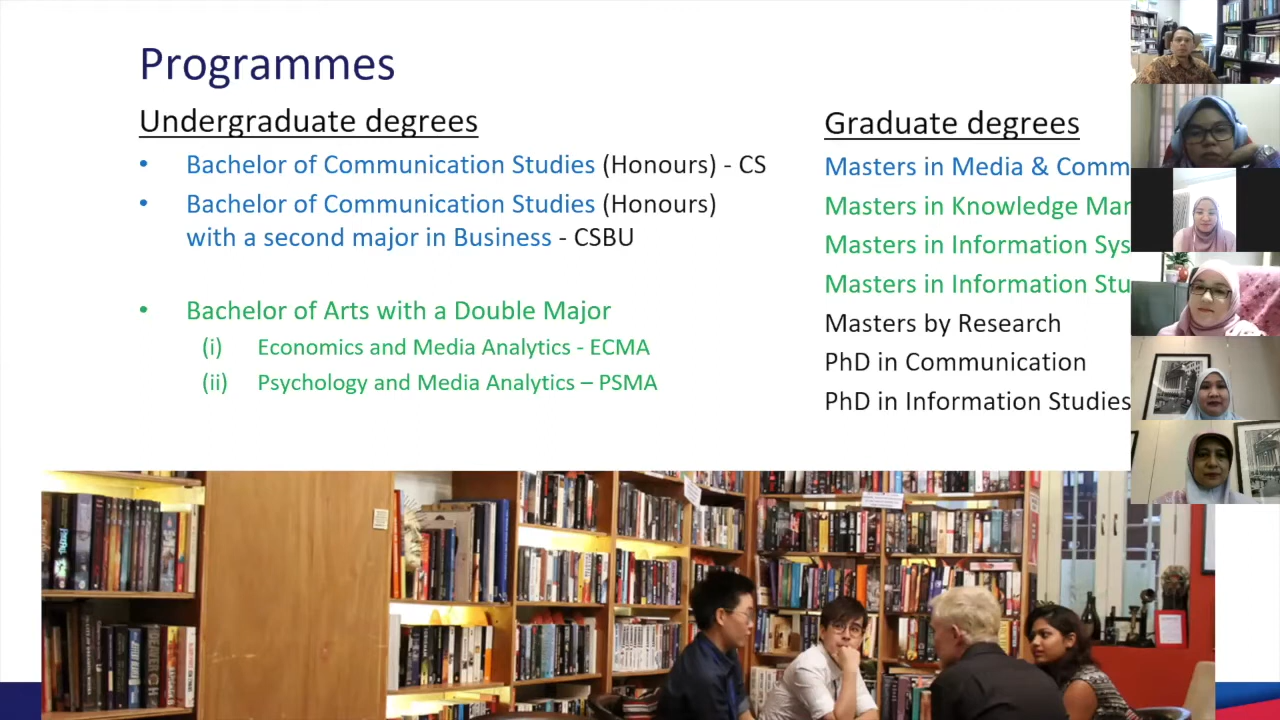 Programmes
Undergraduate degrees
• Bachelor of Communication Studies (Honours) - CS
• Bachelor of Communication Studies (Honours)
with a second major in Business - CSBU
• Bachelor of Arts with a Double Major
(i) Economics and Media Analytics - ECMA
(ii) Psychology and Media Analytics – PSMA
Graduate degrees
Masters in Media & Comm
Masters in Knowledge
Masters in Information Sys
Masters in Information Stu
Masters by Research
PhD in Communication
PhD in Information Studies